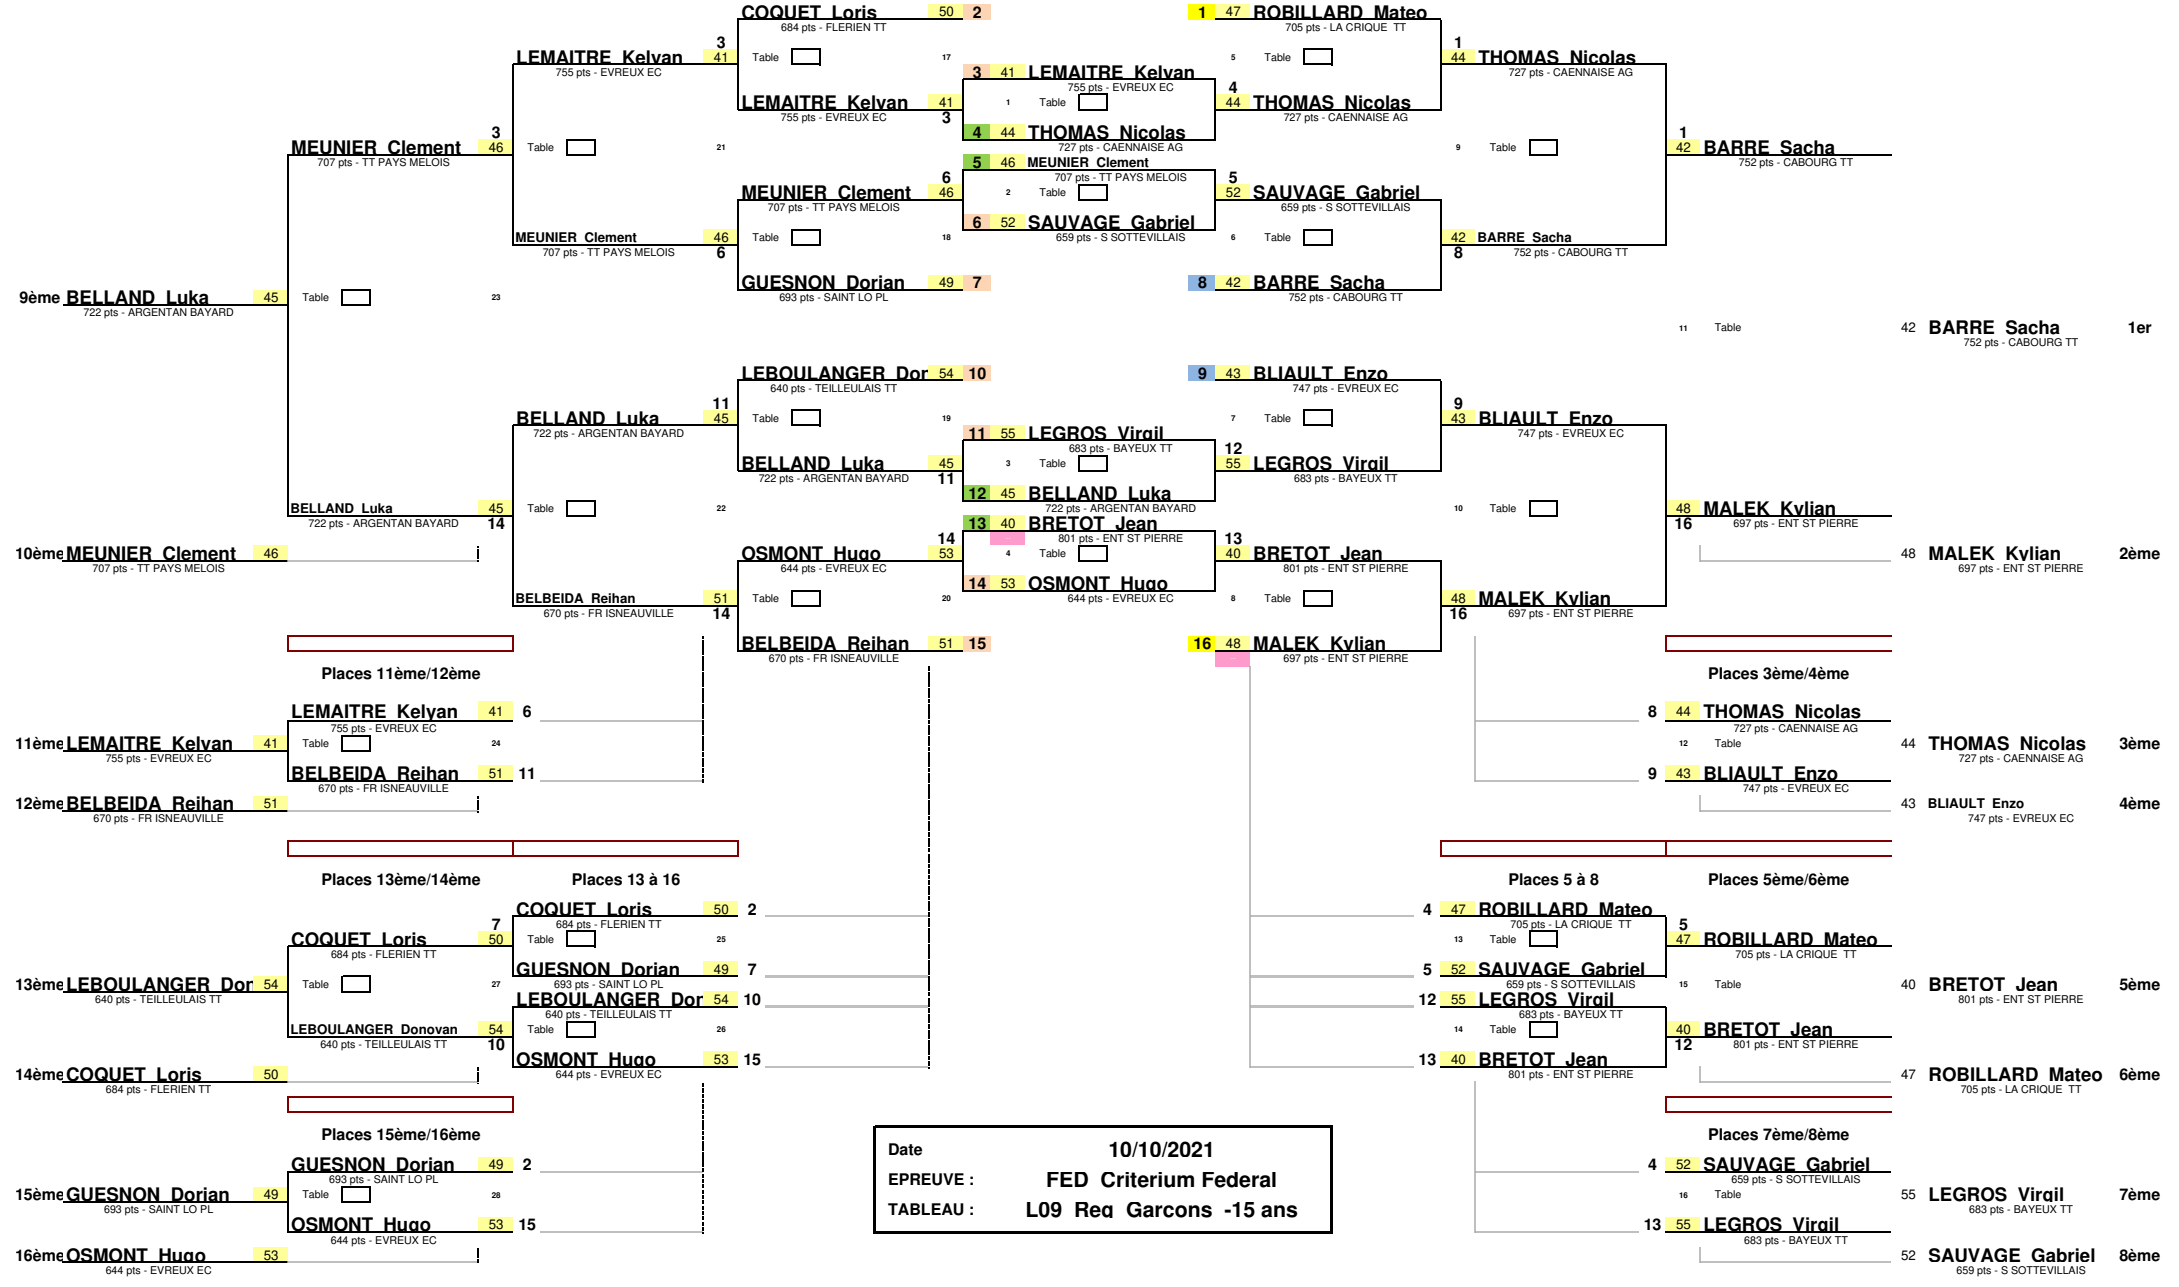 COQUET Loris 50 2 1 47 ROBILLARD Mateo
684 pts - FLERIEN TT 705 pts - LA CRIQUE TT
3 1
LEMAITRE Kelyan 41 Table 17 5 Table 44 THOMAS Nicolas
755 pts - EVREUX EC 3 41 LEMAITRE Kelyan 727 pts - CAENNAISE AG
755 pts - EVREUX EC 4
LEMAITRE Kelyan 41 1 Table 44 THOMAS Nicolas
755 pts - EVREUX EC 3 727 pts - CAENNAISE AG
3 4 44 THOMAS Nicolas 1
MEUNIER Clement 46 Table 21 727 pts - CAENNAISE AG 9 Table 42 BARRE Sacha
707 pts - TT PAYS MELOIS 5 46 MEUNIER Clement 752 pts - CABOURG TT
6 707 pts - TT PAYS MELOIS 5
MEUNIER Clement 46 2 Table 52 SAUVAGE Gabriel
707 pts - TT PAYS MELOIS 659 pts - S SOTTEVILLAIS
6 52 SAUVAGE Gabriel
MEUNIER Clement 46 Table 18 659 pts - S SOTTEVILLAIS 6 Table 42 BARRE Sacha
707 pts - TT PAYS MELOIS 6 8 752 pts - CABOURG TT
GUESNON Dorian 49 7 8 42 BARRE Sacha
9ème BELLAND Luka 45 Table 23 693 pts - SAINT LO PL 752 pts - CABOURG TT
722 pts - ARGENTAN BAYARD
11 Table 42 BARRE Sacha 1er
752 pts - CABOURG TT
LEBOULANGER Don 54 10 9 43 BLIAULT Enzo
640 pts - TEILLEULAIS TT 747 pts - EVREUX EC
11 9
BELLAND Luka 45 Table 19 7 Table 43 BLIAULT Enzo
722 pts - ARGENTAN BAYARD 11 55 LEGROS Virgil 747 pts - EVREUX EC
683 pts - BAYEUX TT 12
BELLAND Luka 45 3 Table 55 LEGROS Virgil
722 pts - ARGENTAN BAYARD 11 683 pts - BAYEUX TT
12 45 BELLAND Luka
BELLAND Luka 45 Table 22 722 pts - ARGENTAN BAYARD 10 Table 48 MALEK Kylian
722 pts - ARGENTAN BAYARD 14 13 40 BRETOT Jean 16 697 pts - ENT ST PIERRE
14 801 pts - ENT ST PIERRE 13
10ème MEUNIER Clement 46 OSMONT Hugo 53 4 Table 40 BRETOT Jean 48 MALEK Kylian 2ème
707 pts - TT PAYS MELOIS 644 pts - EVREUX EC 801 pts - ENT ST PIERRE 697 pts - ENT ST PIERRE
14 53 OSMONT Hugo
BELBEIDA Reihan 51 Table 20 644 pts - EVREUX EC 8 Table 48 MALEK Kylian
670 pts - FR ISNEAUVILLE 14 16 697 pts - ENT ST PIERRE
BELBEIDA Reihan 51 15 16 48 MALEK Kylian
670 pts - FR ISNEAUVILLE 697 pts - ENT ST PIERRE
Places 11ème/12ème Places 3ème/4ème
LEMAITRE Kelyan 41 6 8 44 THOMAS Nicolas
755 pts - EVREUX EC 727 pts - CAENNAISE AG
11ème LEMAITRE Kelyan 41 Table 24 12 Table 44 THOMAS Nicolas 3ème
755 pts - EVREUX EC 727 pts - CAENNAISE AG
BELBEIDA Reihan 51 11 9 43 BLIAULT Enzo
670 pts - FR ISNEAUVILLE 747 pts - EVREUX EC
12ème BELBEIDA Reihan 51 43 BLIAULT Enzo 4ème
670 pts - FR ISNEAUVILLE 747 pts - EVREUX EC
Places 13ème/14ème Places 13 à 16 Places 5 à 8 Places 5ème/6ème
COQUET Loris 50 2 4 47 ROBILLARD Mateo
7 684 pts - FLERIEN TT 705 pts - LA CRIQUE TT 5
COQUET Loris 50 Table 25 13 Table 47 ROBILLARD Mateo
684 pts - FLERIEN TT 705 pts - LA CRIQUE TT
GUESNON Dorian 49 7 5 52 SAUVAGE Gabriel
13ème LEBOULANGER Don 54 Table 27 693 pts - SAINT LO PL 659 pts - S SOTTEVILLAIS 15 Table 40 BRETOT Jean 5ème
640 pts - TEILLEULAIS TT LEBOULANGER Don 54 10 12 55 LEGROS Virgil 801 pts - ENT ST PIERRE
640 pts - TEILLEULAIS TT 683 pts - BAYEUX TT
LEBOULANGER Donovan 54 Table 26 14 Table 40 BRETOT Jean
640 pts - TEILLEULAIS TT 10 12 801 pts - ENT ST PIERRE
OSMONT Hugo 53 15 13 40 BRETOT Jean
14ème COQUET Loris 50 644 pts - EVREUX EC 801 pts - ENT ST PIERRE 47 ROBILLARD Mateo 6ème
684 pts - FLERIEN TT 705 pts - LA CRIQUE TT
Places 15ème/16ème Places 7ème/8ème
Date 10/10/2021
GUESNON Dorian 49 2 4 52 SAUVAGE Gabriel
693 pts - SAINT LO PL EPREUVE : FED Criterium Federal 659 pts - S SOTTEVILLAIS
15ème GUESNON Dorian 49 Table 28 16 Table 55 LEGROS Virgil 7ème
693 pts - SAINT LO PL TABLEAU : L09 Reg Garcons -15 ans 683 pts - BAYEUX TT
OSMONT Hugo 53 15 13 55 LEGROS Virgil
644 pts - EVREUX EC 683 pts - BAYEUX TT
16ème OSMONT Hugo 53 52 SAUVAGE Gabriel 8ème
644 pts - EVREUX EC 659 pts - S SOTTEVILLAIS